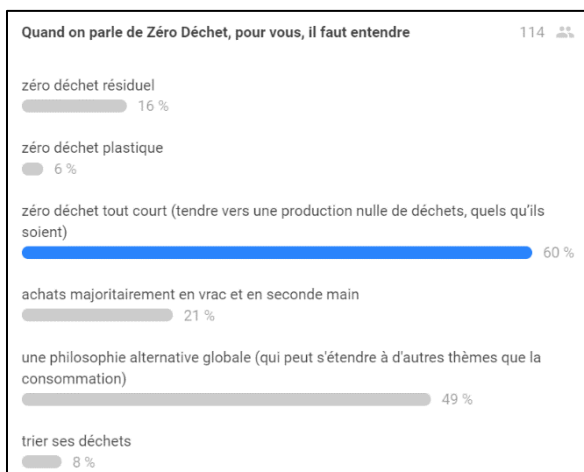 Quand on parle de Zéro Déchet, pour vous, il faut entendre 114
zéro déchet résiduel
16 %
zéro déchet plastique
6 %
zéro déchet tout court (tendre vers une production nulle de déchets, quels qu'ils
soient)
60 %
achats majoritairement en vrac et en seconde main
21 %
une philosophie alternative globale (qui peut s'étendre à d'autres thèmes que la
consommation)
49 %
trier ses déchets
8 %